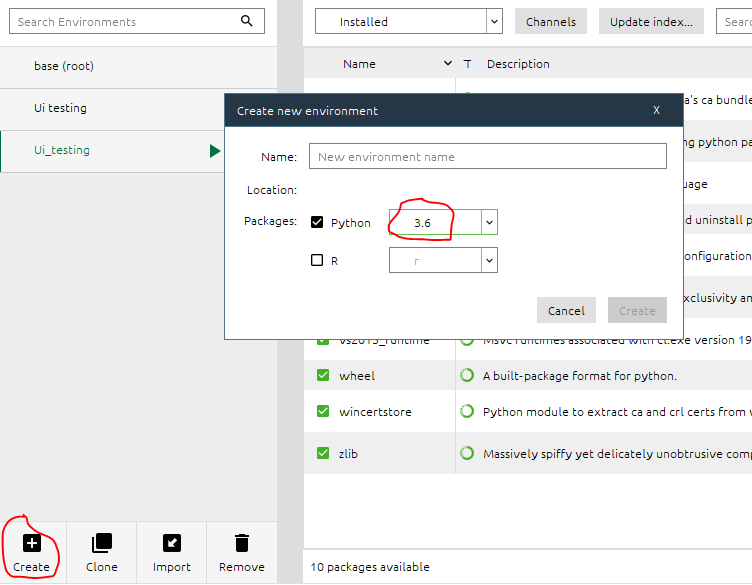 Search Environments
Installed
Channels
Update index...
Searc
Name
T
Description
base (root)
Ui testing
Ui_testing
Create new environment
X
Name:
New environment name
Location:
Packages:
Python
3.6
R
r
Cancel
Create
a's ca bundle
ng python pa
uage
d uninstall p
onfiguration
xclusivity an
vs2015_runtime
Msvc runtimes associated with cl.exe version 19
wheel
A built-package format for python.
wincertstore
Python module to extract ca and crl certs from w
zlib
Massively spiffy yet delicately unobtrusive comp
Create
Clone
Import
Remove
10 packages available